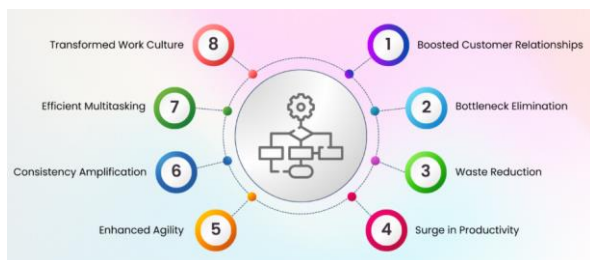 1 Boosted Customer Relationships
2 Bottleneck Elimination
3 Waste Reduction
4 Surge in Productivity
Enhanced Agility 5
Consistency Amplification 6
Efficient Multitasking 7
Transformed Work Culture 8